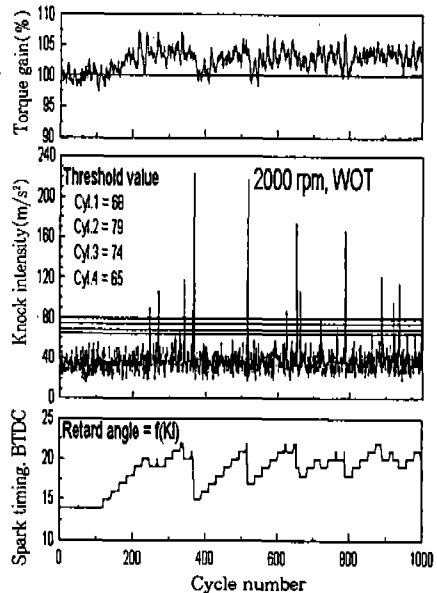 Torque gain(%)
110
105
100
95
90
Knock intensity(m/s²)
240
200
160
120
80
40
0
Threshold value
Cyl.1 = 68
Cyl.2 = 79
Cyl.3 = 74
Cyl.4 = 65
2000 rpm, WOT
Spark timing. BTDC
25
20
15
10
Retard angle = f(KI)
0 200 400 600 800 1000
Cycle number